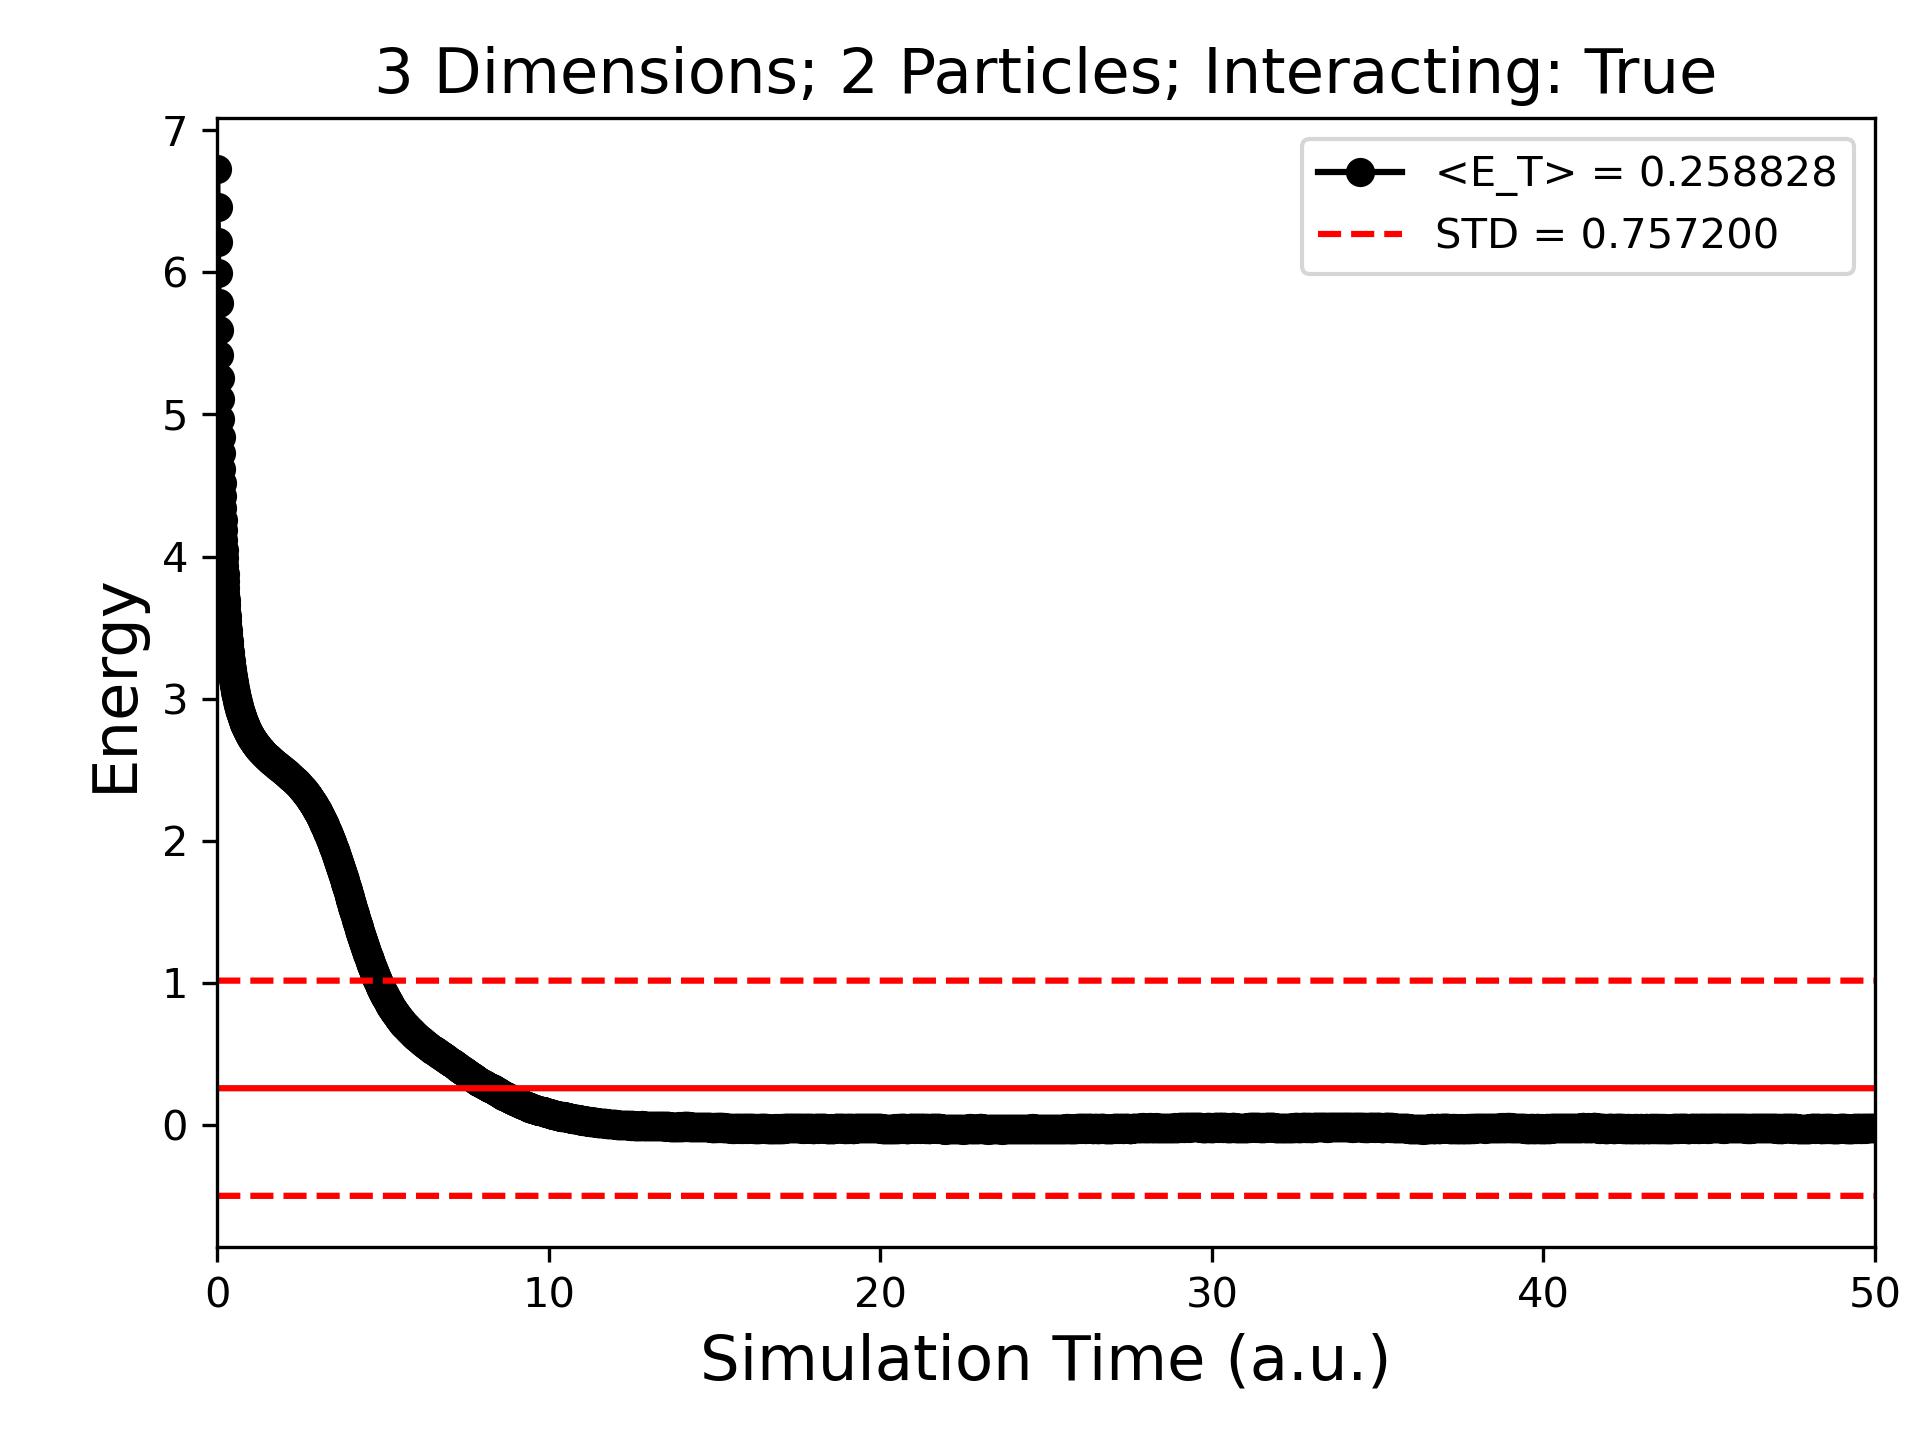 3 Dimensions; 2 Particles; Interacting: True
<E_T> = 0.258828
STD = 0.757200
Energy
7
6
5
4
3
2
1
0
0 10 20 30 40 50
Simulation Time (a.u.)